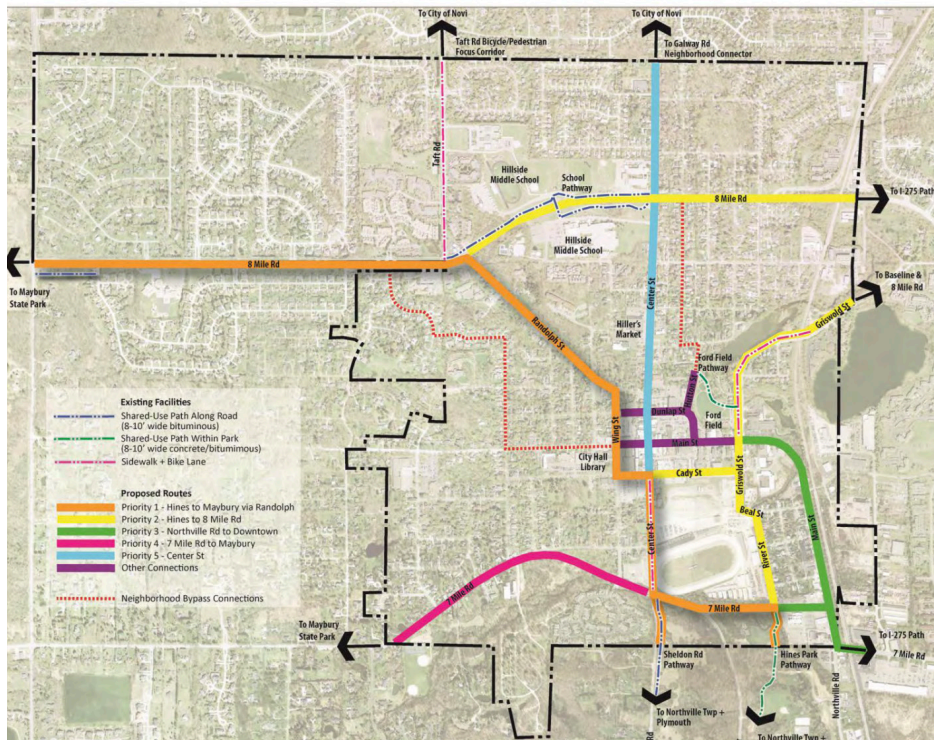 To City of Novi
To City of Novi
Taft Rd Bicycle/Pedestrian
Focus Corridor
To Galway Rd
Neighborhood Connector
Taft Rd
Hillside
Middle School
School
Pathway
8 Mile Rd
To I-275 Path
Hillside
Middle School
8 Mile Rd
To Maybury
State Park
Center St
To Baseline &
8 Mile Rd
Griswold St
Randolph St
Hiller's
Market
Ford Field
Pathway
Hutton St
Dunlap St
Ford
Field
Wing St
Main St
City Hall
Library
Cady St
Griswold St
Beal St
Main St
Center St
River St
7 Mile Rd
7 Mile Rd
To Maybury
State Park
Sheldon Rd
Pathway
Hines Park
Pathway
To I-275 Path
7 Mile Rd
Northville Rd
To Northville Twp +
Plymouth
Rd
To Northville Twp +
Existing Facilities
Shared-Use Path Along Road
(8-10' wide bituminous)
Shared-Use Path Within Park
(8-10' wide concrete/bitumimous)
Sidewalk + Bike Lane
Proposed Routes
Priority 1 - Hines to Maybury via Randolph
Priority 2 - Hines to 8 Mile Rd
Priority 3 - Northville Rd to Downtown
Priority 4 - 7 Mile Rd to Maybury
Priority 5 - Center St
Other Connections
Neighborhood Bypass Connections